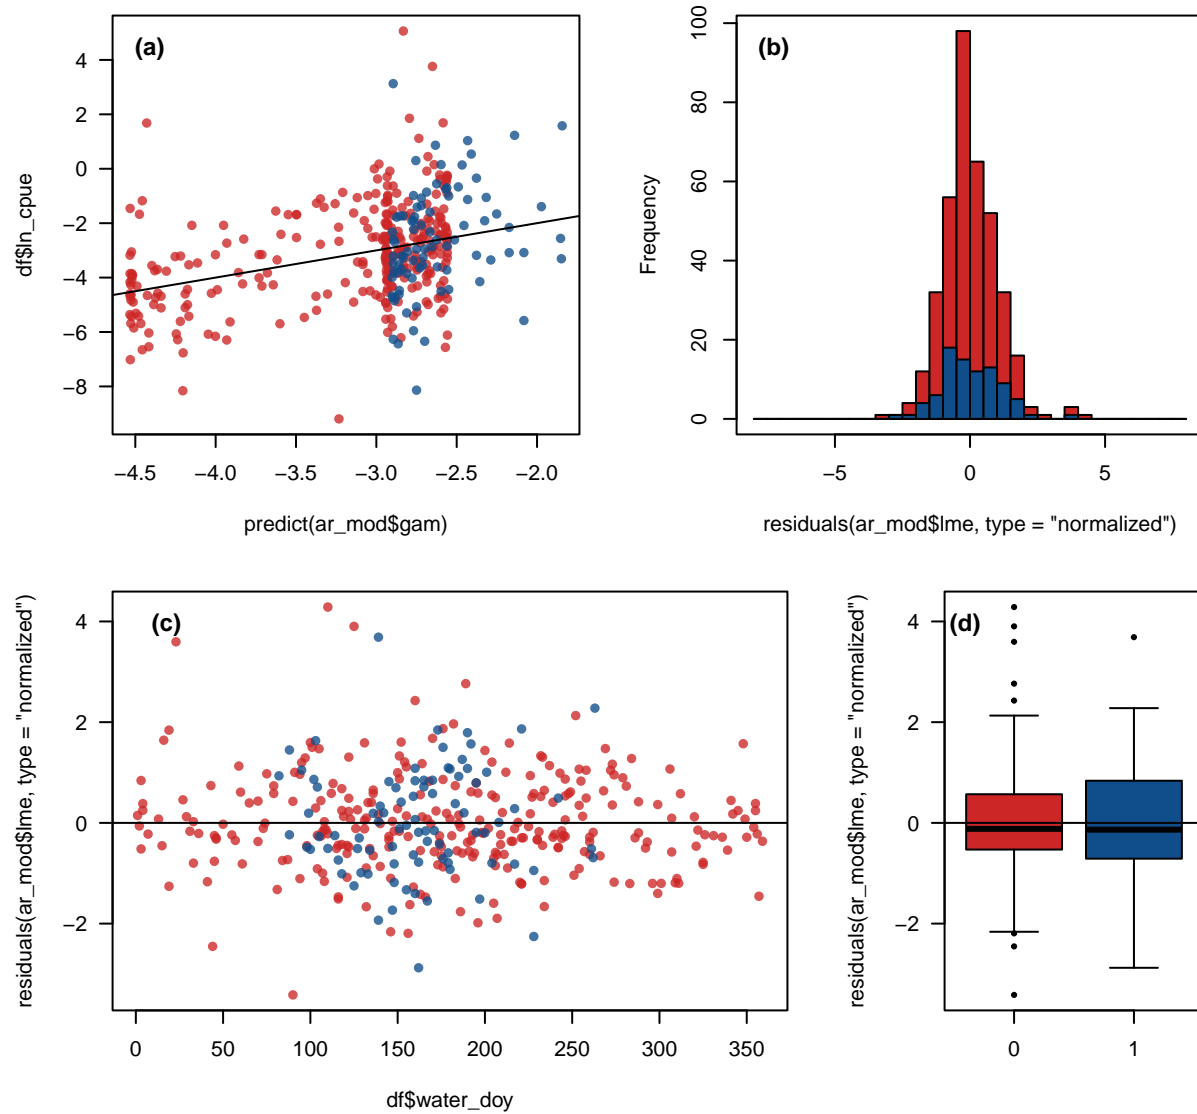 (a)
4
2
0
−2
−4
−6
−8
df$ln_cpue
−4.5 −4.0 −3.5 −3.0 −2.5 −2.0
predict(ar_mod$gam)
(b)
100
80
60
40
20
0
Frequency
−5 0 5
residuals(ar_mod$lme, type = "normalized")
(c)
4
2
0
−2
residuals(ar_mod$lme, type = "normalized")
0 50 100 150 200 250 300 350
df$water_doy
(d)
4
2
0
−2
residuals(ar_mod$lme, type = "normalized")
0 1